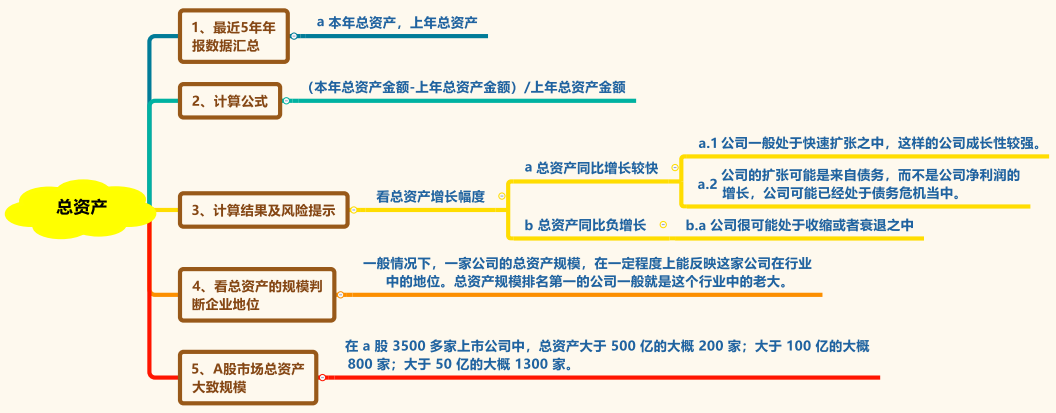 总资产
1、最近5年年
报数据汇总
a 本年总资产，上年总资产
2、计算公式
（本年总资产金额-上年总资产金额）/上年总资产金额
3、计算结果及风险提示
看总资产增长幅度
a 总资产同比增长较快
a.1 公司一般处于快速扩张之中，这样的公司成长性较强。
a.2 公司的扩张可能是来自债务，而不是公司净利润的
增长，公司可能已经处于债务危机当中。
b 总资产同比负增长
b.a 公司很可能处于收缩或者衰退之中
4、看总资产的规模判
断企业地位
一般情况下，一家公司的总资产规模，在一定程度上能反映这家公司在行业
中的地位。总资产规模排名第一的公司一般就是这个行业中的老大。
5、A股市场总资产
大致规模
在 a 股 3500 多家上市公司中，总资产大于 500 亿的大概 200 家；大于 100 亿的大概
800 家；大于 50 亿的大概 1300 家。